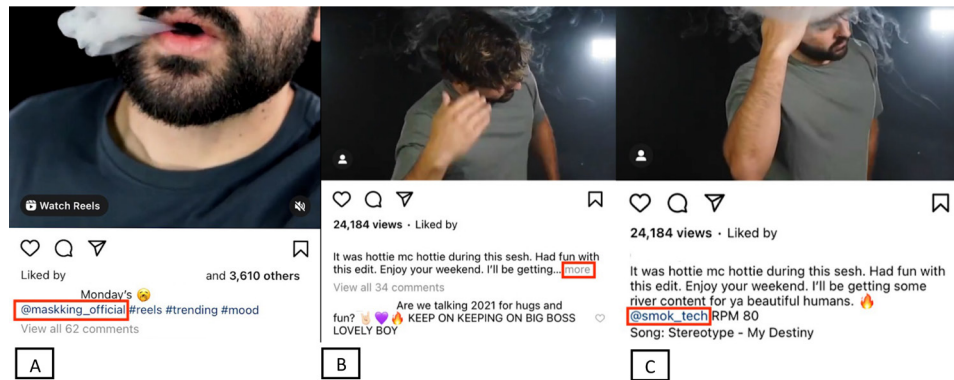 Watch Reels
Liked by and 3,610 others
Monday's
@maskking_official #reels #trending #mood
View all 62 comments
A
24,184 views · Liked by
It was hottie mc hottie during this sesh. Had fun with
this edit. Enjoy your weekend. I'll be getting... more
View all 34 comments
Are we talking 2021 for hugs and
fun? KEEP ON KEEPING ON BIG BOSS
LOVELY BOY
B
24,184 views · Liked by
It was hottie mc hottie during this sesh. Had fun with
this edit. Enjoy your weekend. I'll be getting some
river content for ya beautiful humans.
@smok_tech RPM 80
Song: Stereotype - My Destiny
C